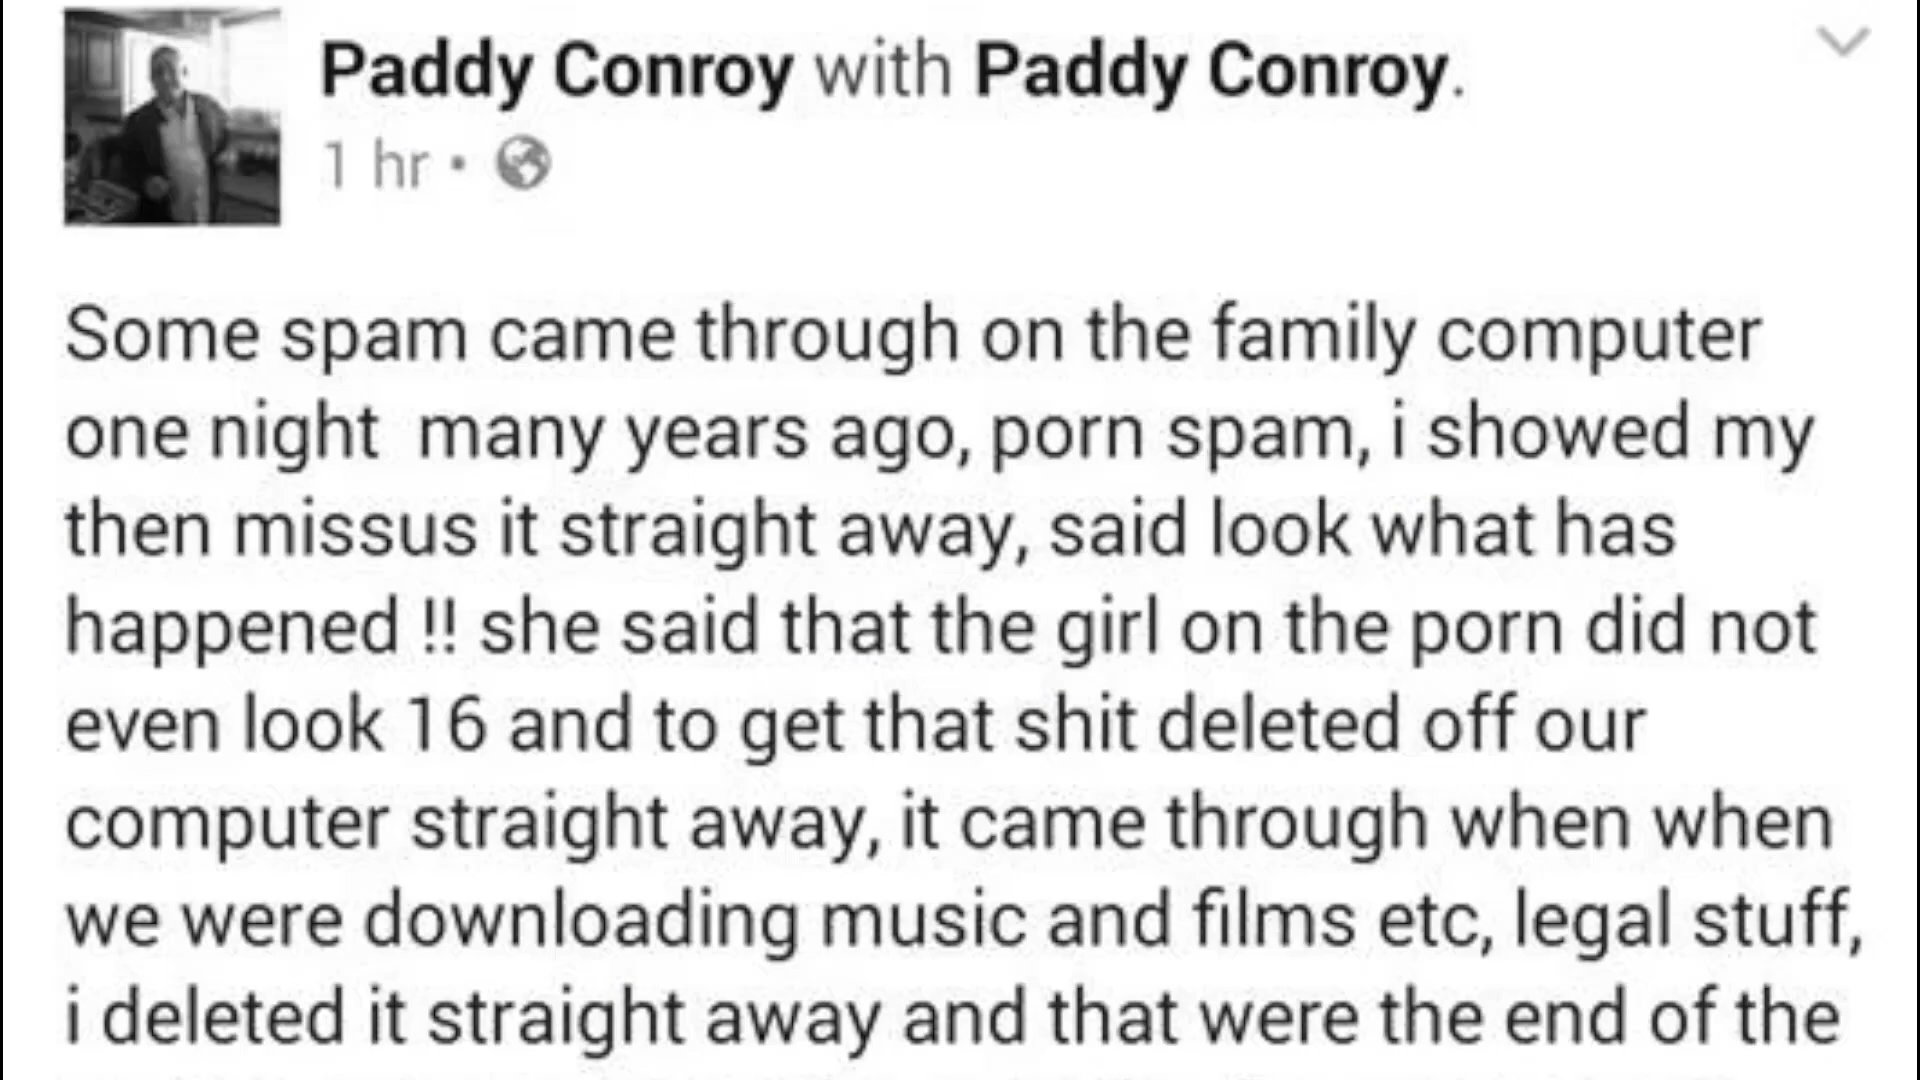 Paddy Conroy with Paddy Conroy.
1 hr •
Some spam came through on the family computer
one night  many years ago, porn spam, i showed my
then missus it straight away, said look what has
happened !! she said that the girl on the porn did not
even look 16 and to get that shit deleted off our
computer straight away, it came through when when
we were downloading music and films etc, legal stuff,
i deleted it straight away and that were the end of the